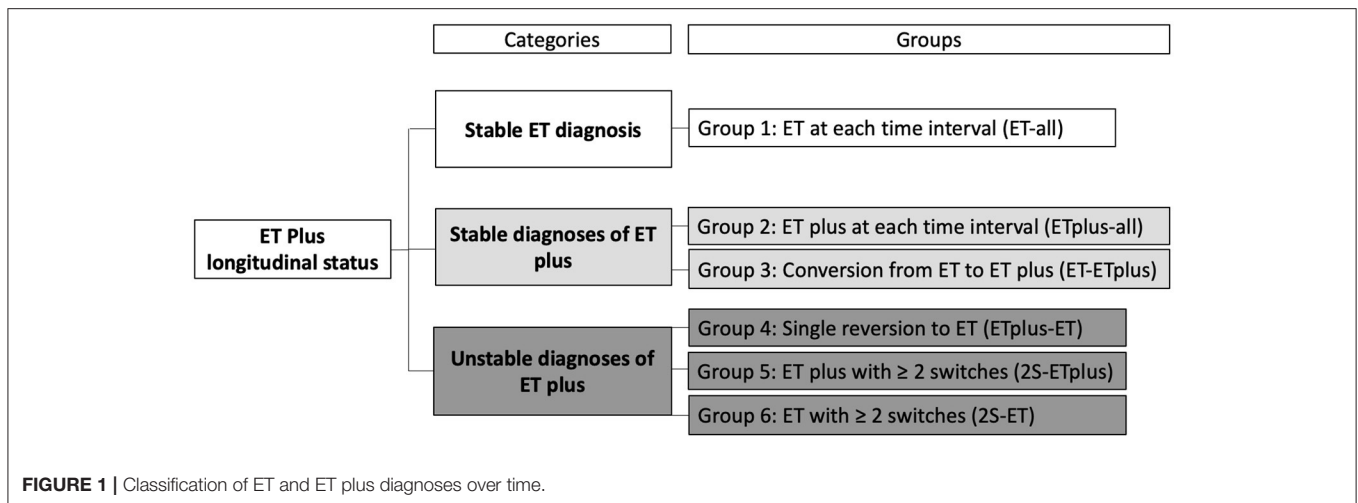 Categories
Groups
Stable ET diagnosis
Group 1: ET at each time interval (ET-all)
ET Plus
longitudinal status
Stable diagnoses of ET
plus
Group 2: ET plus at each time interval (ETplus-all)
Group 3: Conversion from ET to ET plus (ET-ETplus)
Unstable diagnoses of
ET plus
Group 4: Single reversion to ET (ETplus-ET)
Group 5: ET plus with ≥ 2 switches (2S-ETplus)
Group 6: ET with ≥ 2 switches (2S-ET)
FIGURE 1 | Classification of ET and ET plus diagnoses over time.